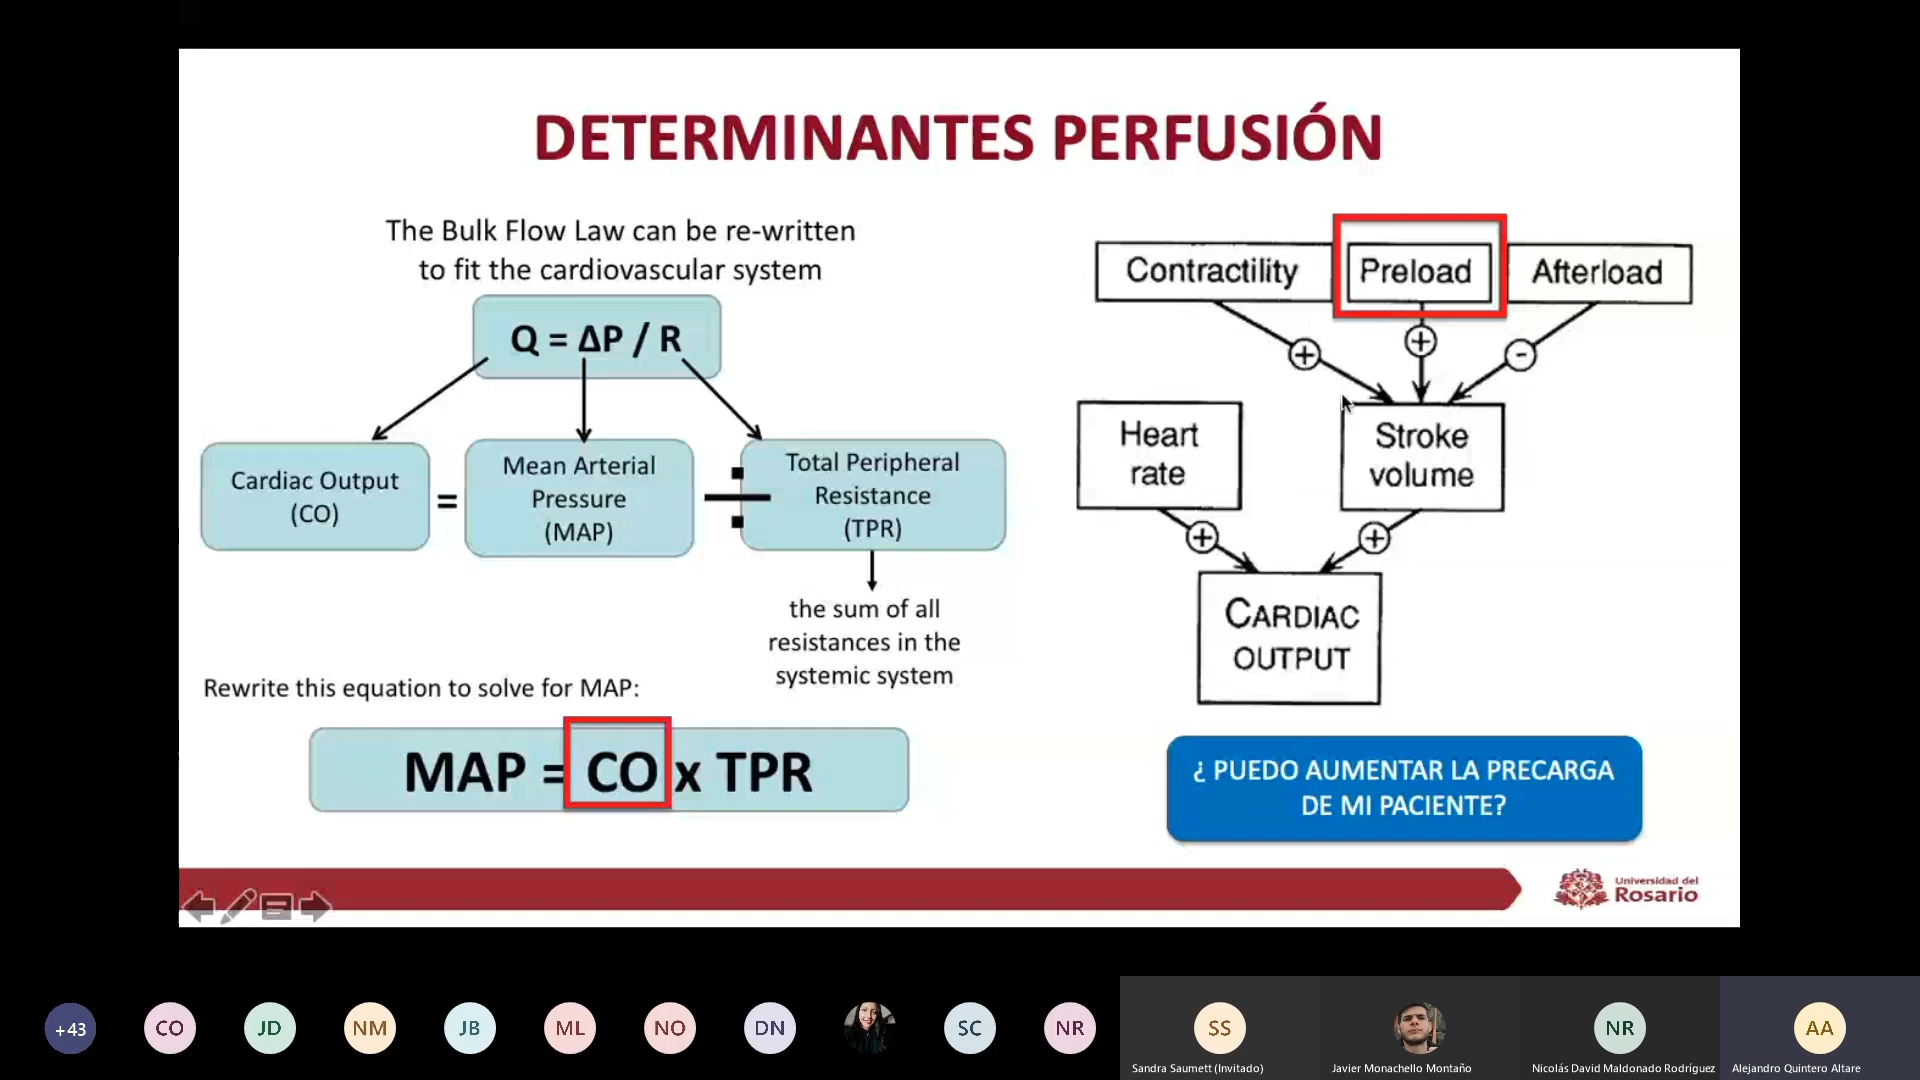 DETERMINANTES PERFUSIÓN
The Bulk Flow Law can be re-written
to fit the cardiovascular system
Q = ΔP / R
Cardiac Output
(CO)
=
Mean Arterial
Pressure
(MAP)
Total Peripheral
Resistance
(TPR)
the sum of all
resistances in the
systemic system
Rewrite this equation to solve for MAP:
MAP = CO x TPR
Contractility
Preload
Afterload
+
+
-
Heart
rate
Stroke
volume
+
+
CARDIAC
OUTPUT
¿ PUEDO AUMENTAR LA PRECARGA
DE MI PACIENTE?
Universidad del
Rosario
+43
CO
JD
NM
JB
ML
NO
DN
SC
NR
SS
NR
AA
Sandra Saumett (Invitado)
Javier Monachello Montaño
Nicolás David Maldonado Rodríguez
Alejandro Quintero Altare